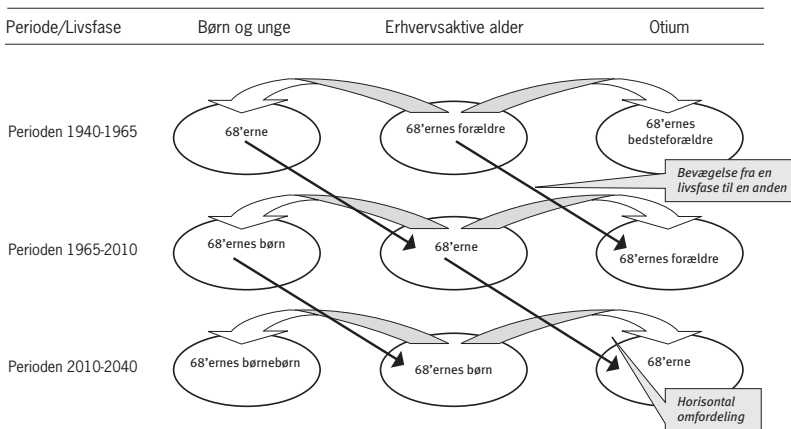 Periode/Livsfase Børn og unge Erhvervsaktive alder Otium
Perioden 1940-1965
68'erne
68'ernes forældre
68'ernes
bedsteforældre
Bevægelse fra en
livsfase til en anden
Perioden 1965-2010
68'ernes børn
68'erne
68'ernes forældre
Perioden 2010-2040
68'ernes børnebørn
68'ernes børn
68'erne
Horisontal
omfordeling